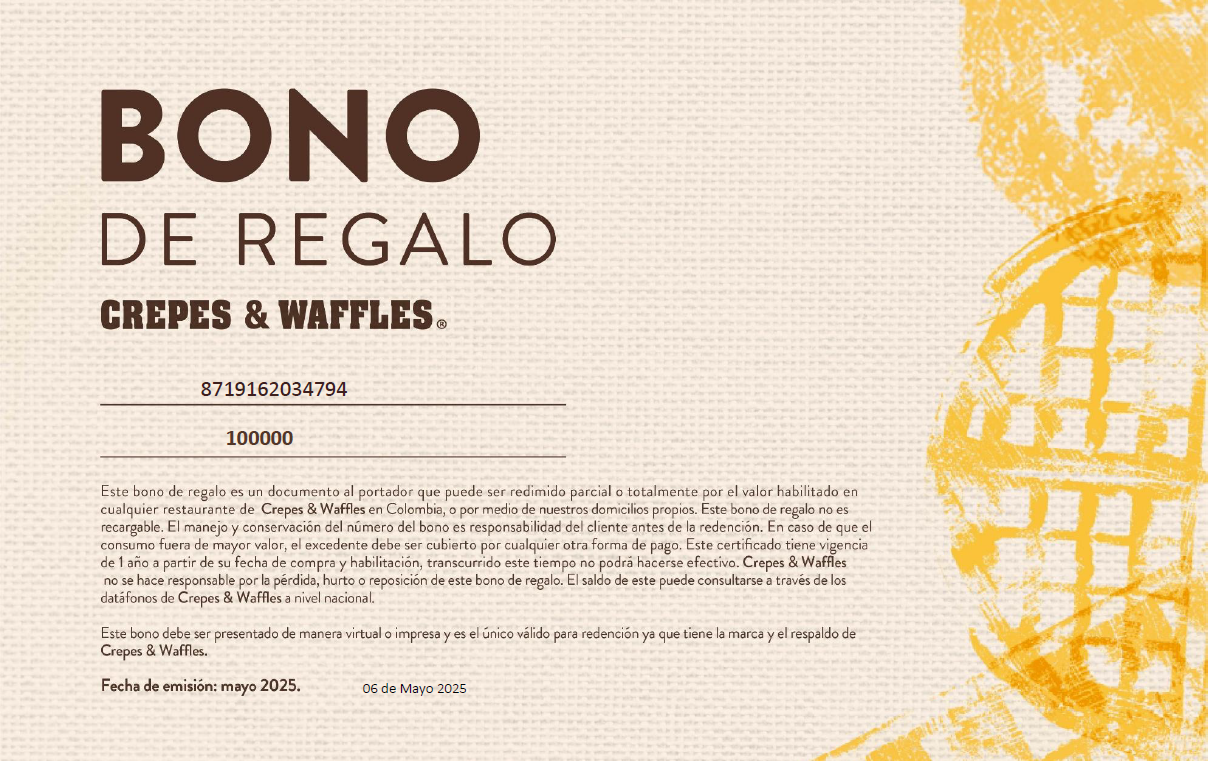 BONO
DE REGALO
CREPES & WAFFLES®
8719162034794
100000
Este bono de regalo es un documento al portador que puede ser redimido parcial o totalmente por el valor habilitado en
cualquier restaurante de Crepes & Waffles en Colombia, o por medio de nuestros domicilios propios. Este bono de regalo no es
recargable. El manejo y conservación del número del bono es responsabilidad del cliente antes de la redención. En caso de que el
consumo fuera de mayor valor, el excedente debe ser cubierto por cualquier otra forma de pago. Este certificado tiene vigencia
de 1 año a partir de su fecha de compra y habilitación, transcurrido este tiempo no podrá hacerse efectivo. Crepes & Waffles
no se hace responsable por la pérdida, hurto o reposición de este bono de regalo. El saldo de este puede consultarse a través de los
datáfonos de Crepes & Waffles a nivel nacional.
Este bono debe ser presentado de manera virtual o impresa y es el único válido para redención ya que tiene la marca y el respaldo de
Crepes & Waffles.
Fecha de emisión: mayo 2025. 06 de Mayo 2025